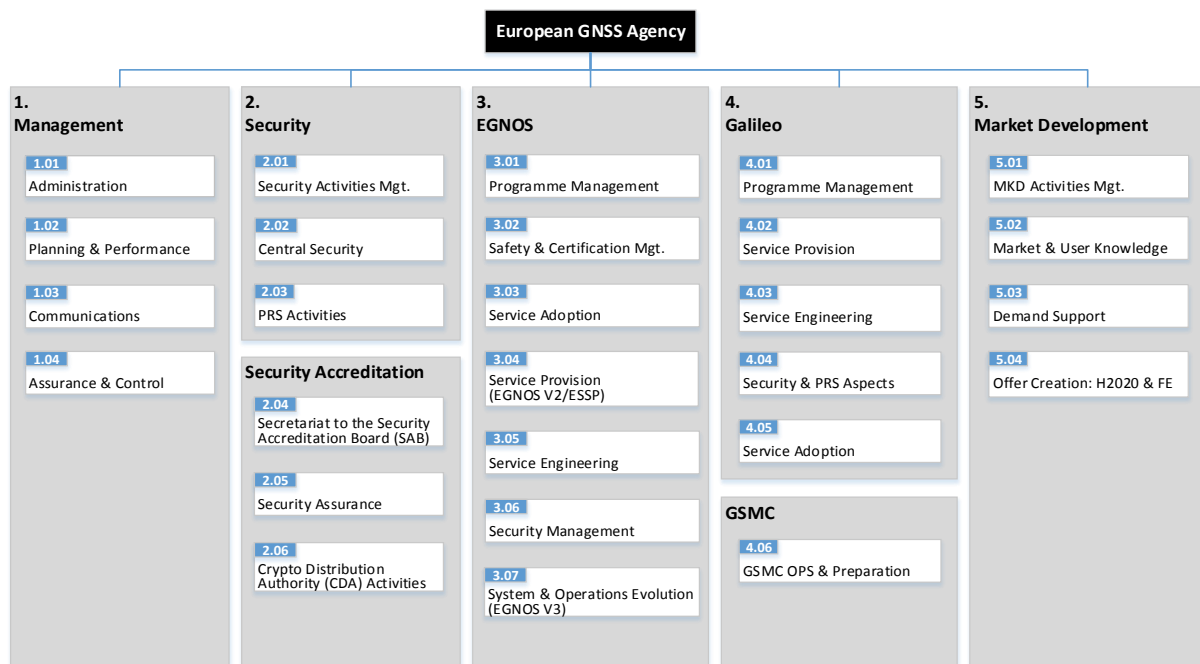 European GNSS Agency
1.
Management
1.01
Administration
1.02
Planning & Performance
1.03
Communications
1.04
Assurance & Control
2.
Security
2.01
Security Activities Mgt.
2.02
Central Security
2.03
PRS Activities
Security Accreditation
2.04
Secretariat to the Security
Accreditation Board (SAB)
2.05
Security Assurance
2.06
Crypto Distribution
Authority (CDA) Activities
3.
EGNOS
3.01
Programme Management
3.02
Safety & Certification Mgt.
3.03
Service Adoption
3.04
Service Provision
(EGNOS V2/ESSP)
3.05
Service Engineering
3.06
Security Management
3.07
System & Operations Evolution
(EGNOS V3)
4.
Galileo
4.01
Programme Management
4.02
Service Provision
4.03
Service Engineering
4.04
Security & PRS Aspects
4.05
Service Adoption
GSMC
4.06
GSMC OPS & Preparation
5.
Market Development
5.01
MKD Activities Mgt.
5.02
Market & User Knowledge
5.03
Demand Support
5.04
Offer Creation: H2020 & FE